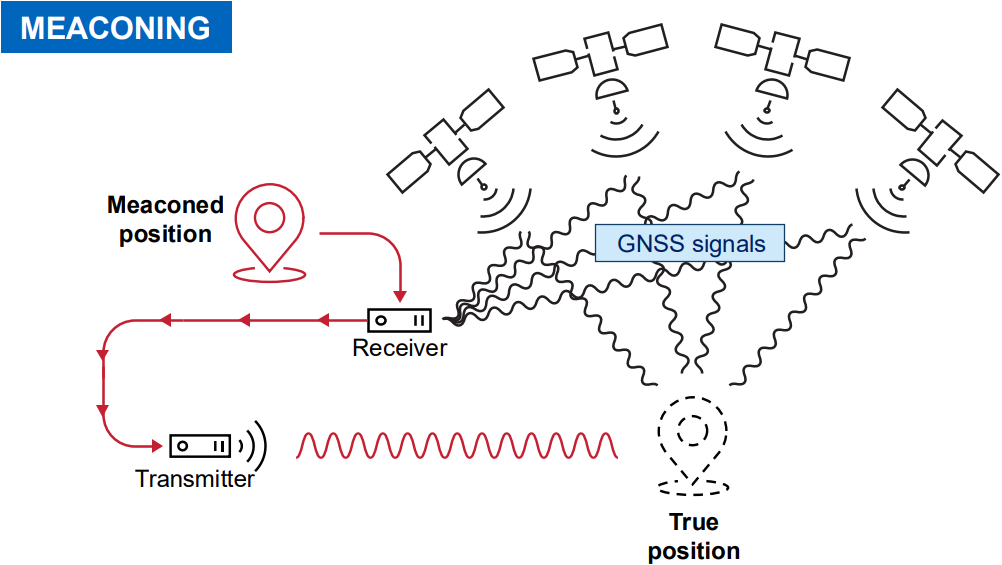 MEACONING
Meaconed
position
GNSS signals
Receiver
Transmitter
True
position